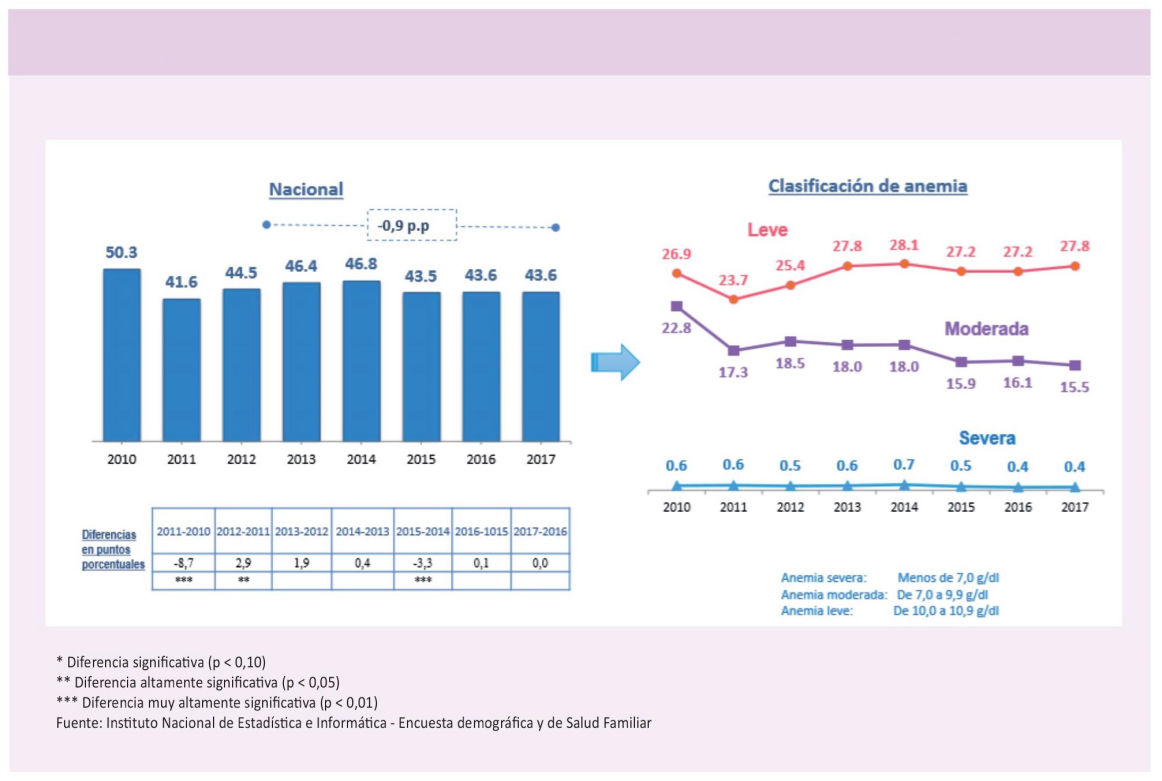 Nacional
-0,9 p.p
50.3 41.6 44.5 46.4 46.8 43.5 43.6 43.6
2010 2011 2012 2013 2014 2015 2016 2017
Diferencias en puntos porcentuales
2011-2010 2012-2011 2013-2012 2014-2013 2015-2014 2016-1015 2017-2016
-8,7 2,9 1,9 0,4 -3,3 0,1 0,0
*** ** ***
Clasificación de anemia
Leve
26.9 23.7 25.4 27.8 28.1 27.2 27.2 27.8
Moderada
22.8 17.3 18.5 18.0 18.0 15.9 16.1 15.5
Severa
0.6 0.6 0.5 0.6 0.7 0.5 0.4 0.4
2010 2011 2012 2013 2014 2015 2016 2017
Anemia severa: Menos de 7,0 g/dl
Anemia moderada: De 7,0 a 9,9 g/dl
Anemia leve: De 10,0 a 10,9 g/dl
* Diferencia significativa (p < 0,10)
** Diferencia altamente significativa (p < 0,05)
*** Diferencia muy altamente significativa (p < 0,01)
Fuente: Instituto Nacional de Estadística e Informática - Encuesta demográfica y de Salud Familiar